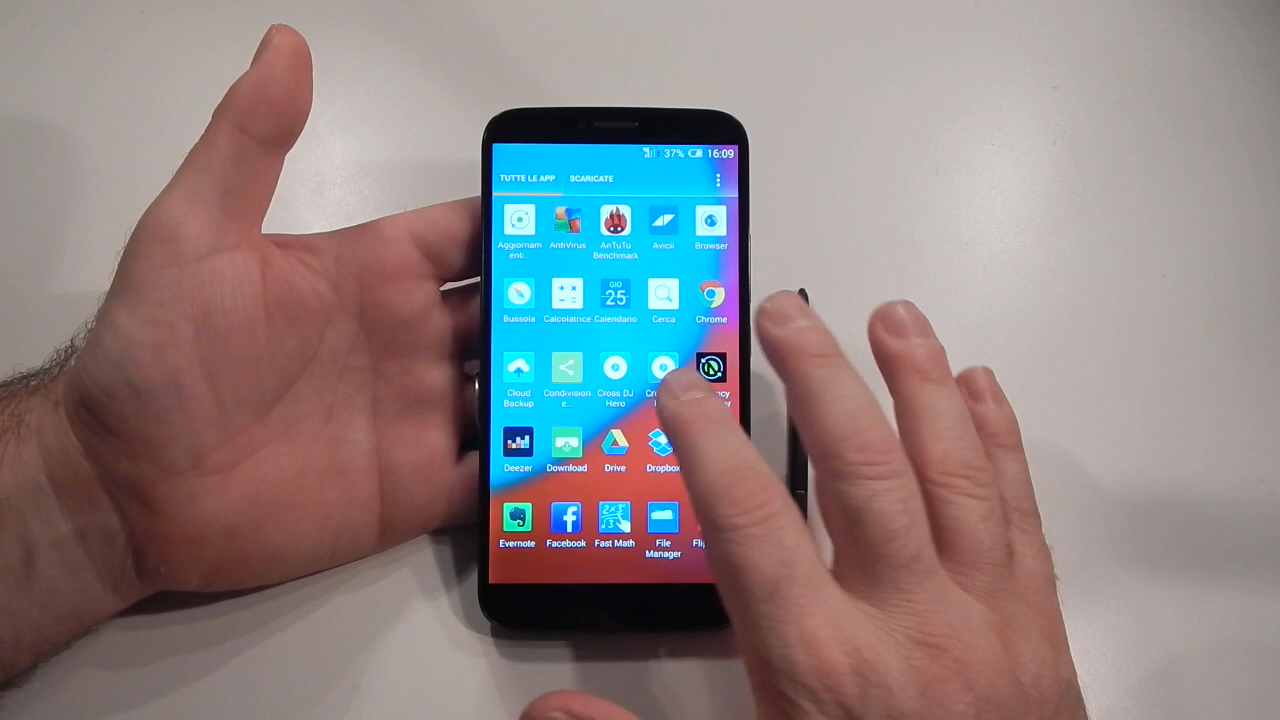 37% 16:09
TUTTE LE APP SCARICATE
Aggiornam
enti... AntiVirus AnTuTu
Benchmark Avicii Browser
Bussola Calcolatrice GIO
25
Calendario Cerca Chrome
Cloud
Backup Condivision
e... Cross DJ
Hero
Deezer Download Drive Dropbox
Evernote Facebook Fast Math File
Manager